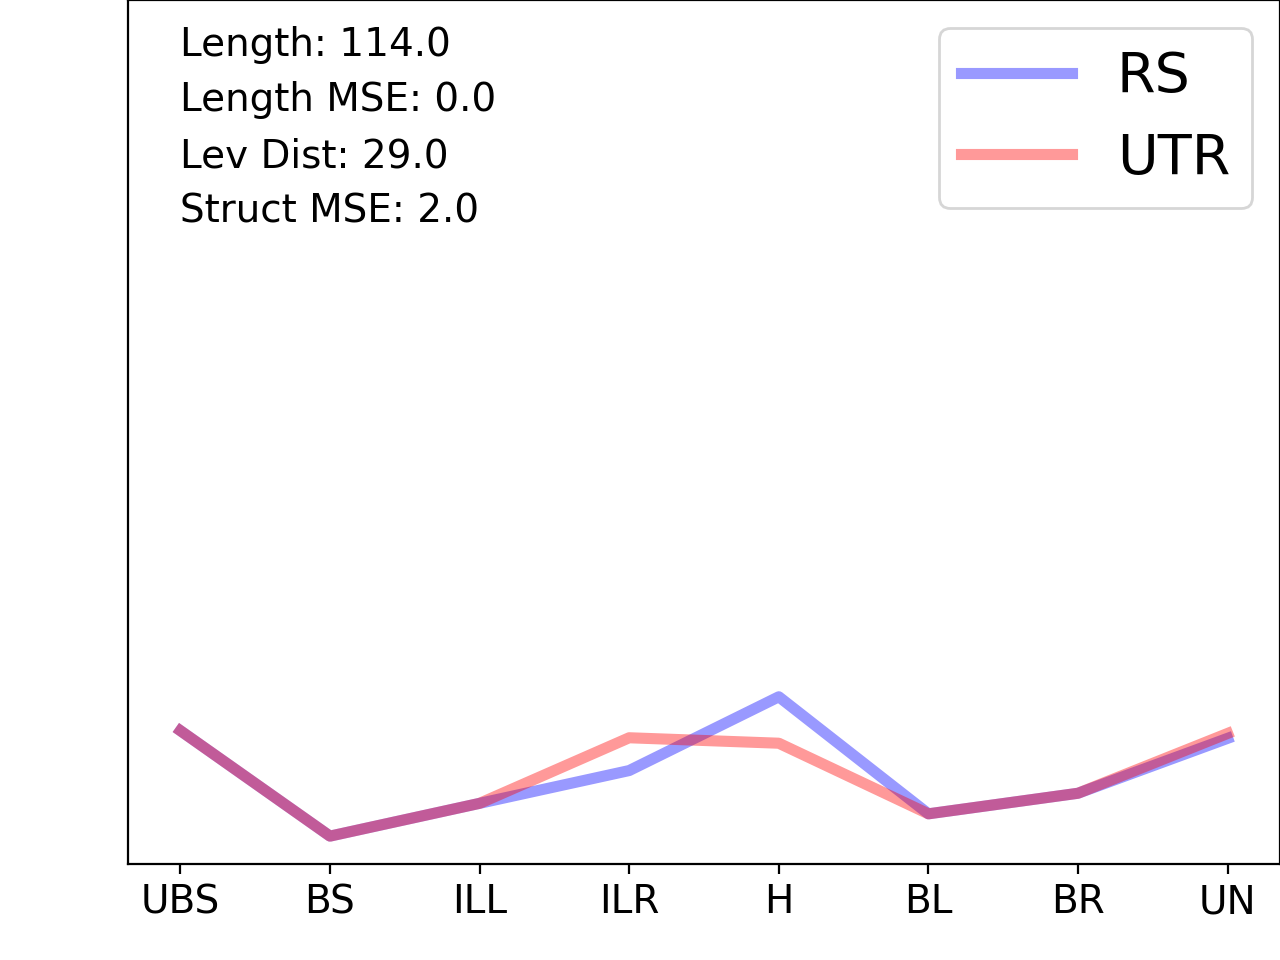 Length: 114.0
Length MSE: 0.0
Lev Dist: 29.0
Struct MSE: 2.0
RS
UTR
UBS BS ILL ILR H BL BR UN